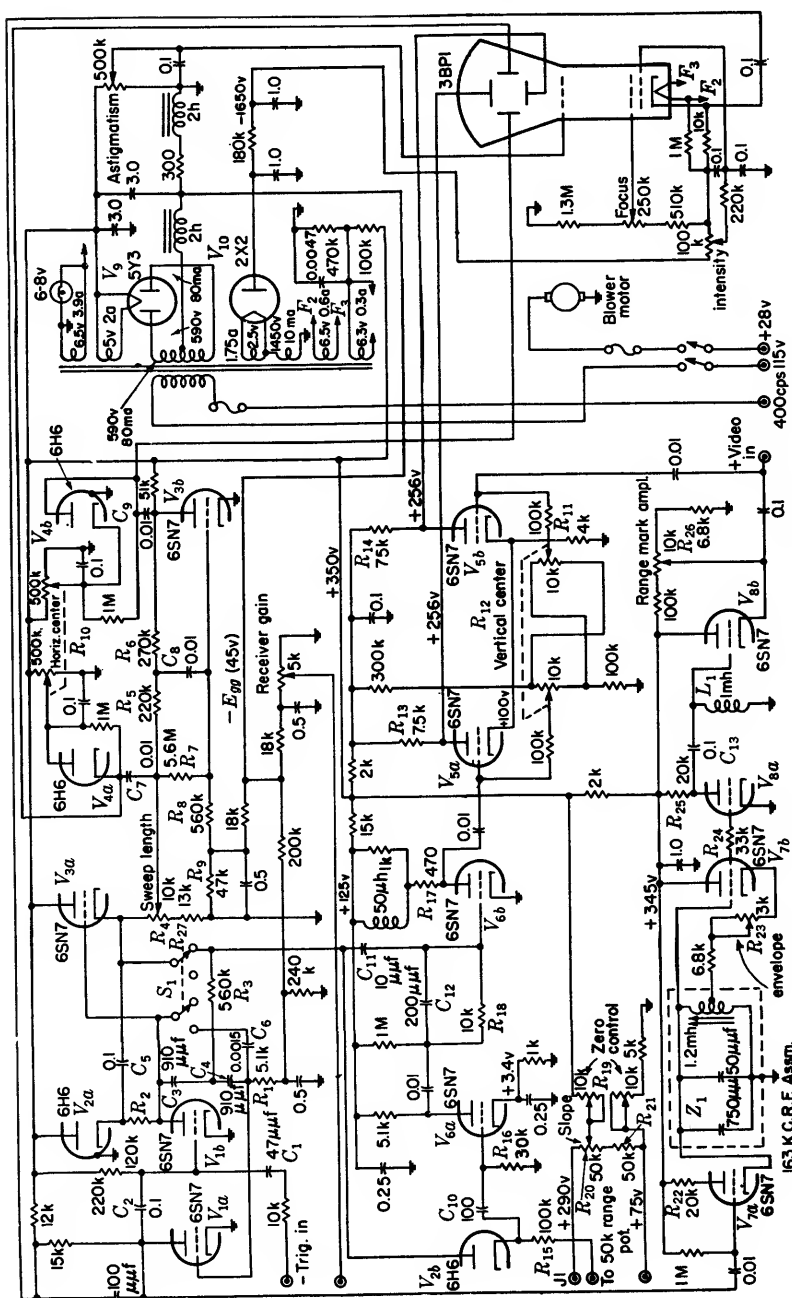 6H6
V2a
12k
220k
120k
R2
15k
C2
0.1
6SN7
V1b
6SN7
V1a
=100
μμf
C5
0.1
C3
910
μμf
C4
910
μμf
0.0015
C6
5.1k
R1
47μμf
C1
10k
0.5
- Trig. in
S1
560k
R3
240
k
V3a
6SN7
Sweep length
10k
R4
13k
R27
6H6
V4a
C7
0.01
0.1
1M
500k
Horiz.center
500k
R10
0.1
1M
R5
220k
R6
270k
C8
0.01
5.6M
R7
R8
560k
R9
47k
18k
0.5
200k
18k
0.5
Receiver gain
5k
-Egg (45v)
6H6
V4b
C9
0.01
51k
V3b
6SN7
+350v
6-8v
6.5v 3.9a
V9
5Y3
5v 2a
590v
80ma
590v
80ma
V10
2X2
1.75a
2.5v
1450v
10ma
F2
6.5v 0.6a
F3
6.3v 0.3a
3.0
3.0
2h
300
2h
Astigmatism
500k
0.1
180k
-1650v
1.0
1.0
0.0047
470k
100k
3BP1
F3
F2
0.1
1M
10k
0.1
0.1
220k
1.3M
Focus
250k
510k
100
k
intensity
Blower
motor
+28v
115v
400cps
+125v
15k
2k
50μh
1k
470
R17
V6b
6SN7
0.01
C11
10
μμf
200μμf
C12
1M
10k
R18
0.01
5.1k
6SN7
V6a
+3.4v
1k
0.25
0.25
R16
30k
C10
100
V2b
6H6
100k
R15
300k
0.1
R14
75k
+256v
+256v
R13
7.5k
6SN7
V5a
+100v
100k
6SN7
V5b
R12
Vertical center
10k
10k
100k
100k
R11
4k
0.01
2k
+290v
J1
To 50k range
pot.
+75v
Slope
R20
50k
50k
R21
10k
Zero
control
R19
10k
5k
+345v
R22
20k
V7a
6SN7
1M
0.01
Z1
750μμf
150μμf
1.2mh
163 K.C.R.F. Assm.
6.8k
3k
R23
envelope
V7b
6SN7
1.0
R24
33k
R25
20k
V8a
0.1
C13
L1
1mh
6SN7
V8b
100k
Range mark ampl.
10k
R26
6.8k
0.1
+Video
in